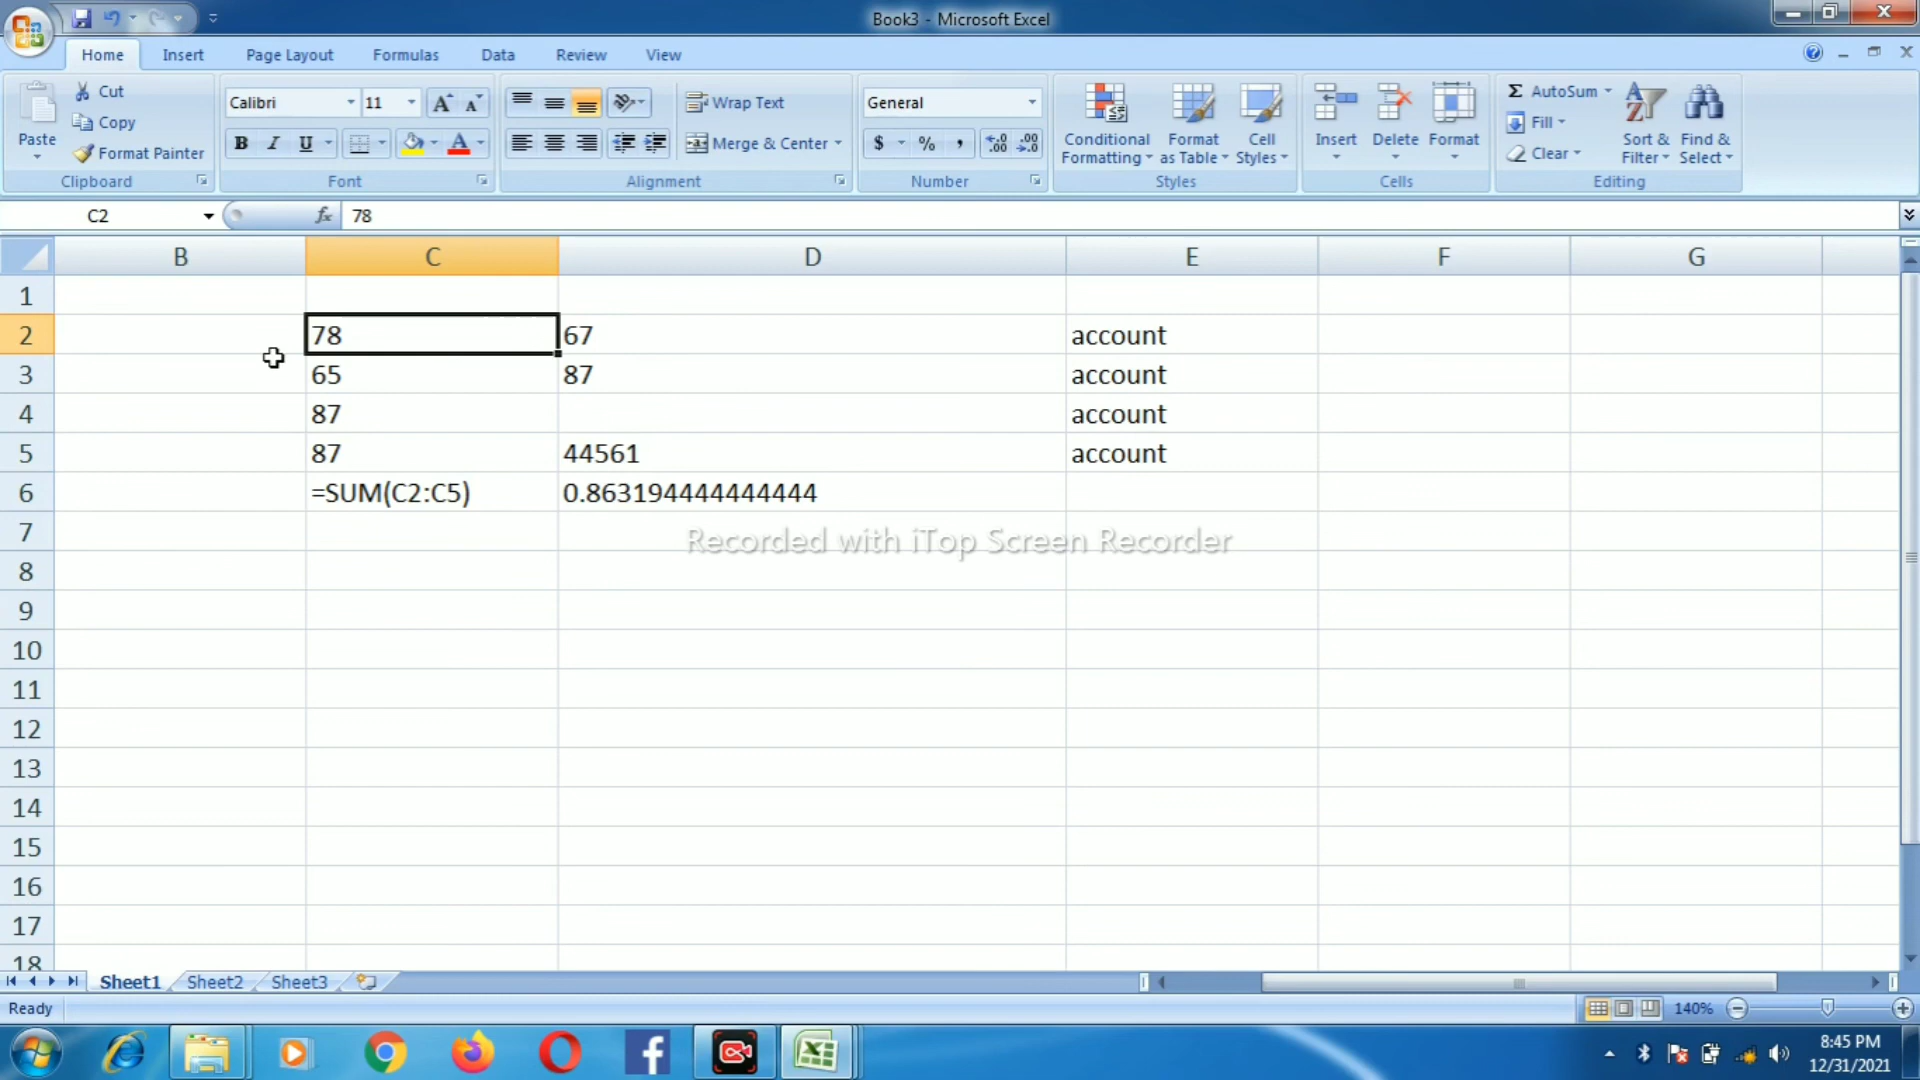 Book3 - Microsoft Excel
Home Insert Page Layout Formulas Data Review View
Paste
Cut
Copy
Format Painter
Clipboard
Calibri 11
B I U
Font
Wrap Text
Merge & Center
Alignment
General
$ % ,
Number
Conditional Formatting
Format as Table
Cell Styles
Styles
Insert Delete Format
Cells
Σ AutoSum
Fill
Clear
Sort & Filter
Find & Select
Editing
C2 fx 78
B C D E F G
1
2 78 67 account
3 65 87 account
4 87 account
5 87 44561 account
6 =SUM(C2:C5) 0.863194444444444
7
Recorded with iTop Screen Recorder
8
9
10
11
12
13
14
15
16
17
18
Sheet1 Sheet2 Sheet3
Ready 140%
8:45 PM
12/31/2021